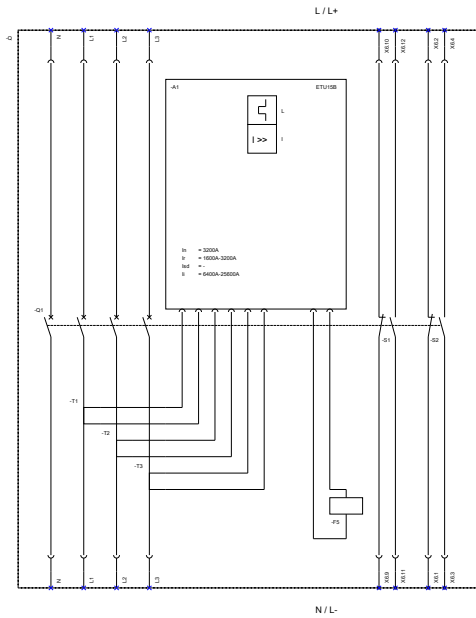 L / L+
-Q
N
L1
L2
L3
X6.10
X6.12
X6.2
X6.4
-A1
ETU15B
L
I >>
I
In = 3200A
Ir = 1600A-3200A
Isd = -
Ii = 6400A-25600A
-Q1
-S1
-S2
-T1
-T2
-T3
-F5
N
L1
L2
L3
X6.9
X6.11
X6.1
X6.3
N / L-